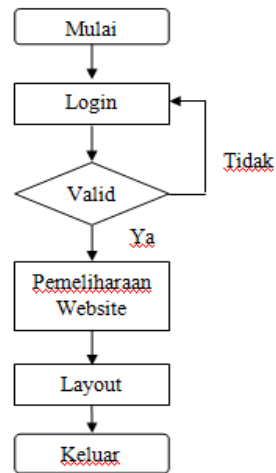 Mulai
Login
Tidak
Valid
Ya
Pemeliharaan
Website
Layout
Keluar